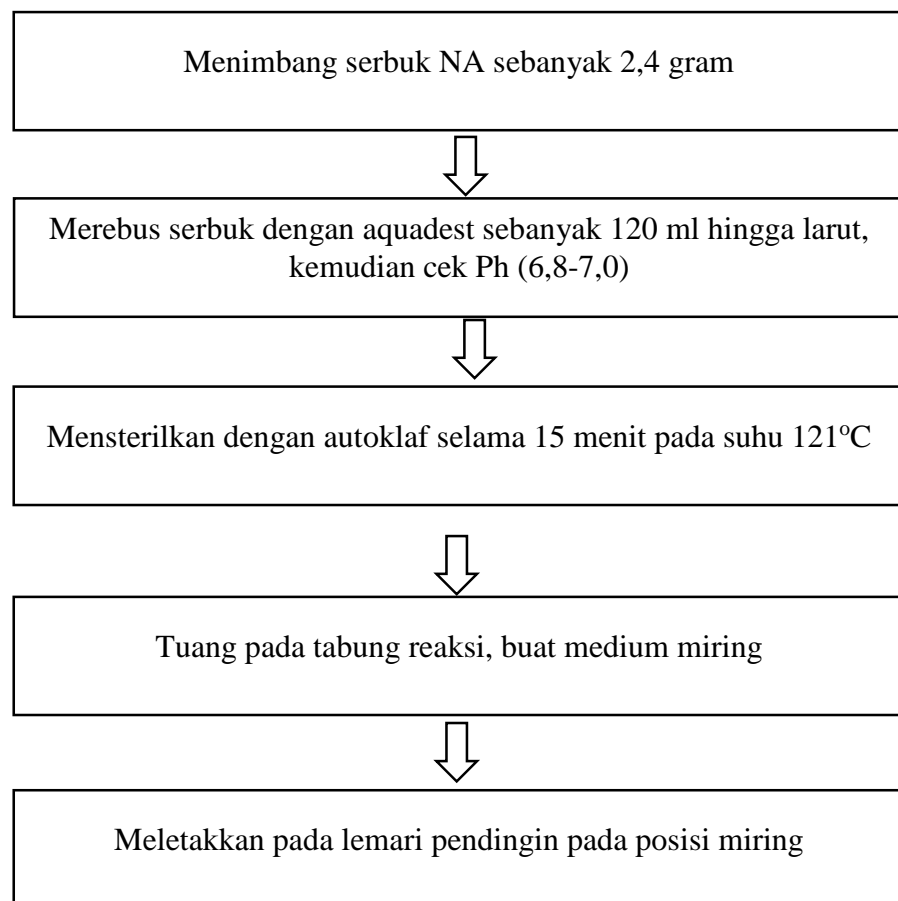 Menimbang serbuk NA sebanyak 2,4 gram
Merebus serbuk dengan aquadest sebanyak 120 ml hingga larut,
kemudian cek Ph (6,8-7,0)
Mensterilkan dengan autoklaf selama 15 menit pada suhu 121°C
Tuang pada tabung reaksi, buat medium miring
Meletakkan pada lemari pendingin pada posisi miring